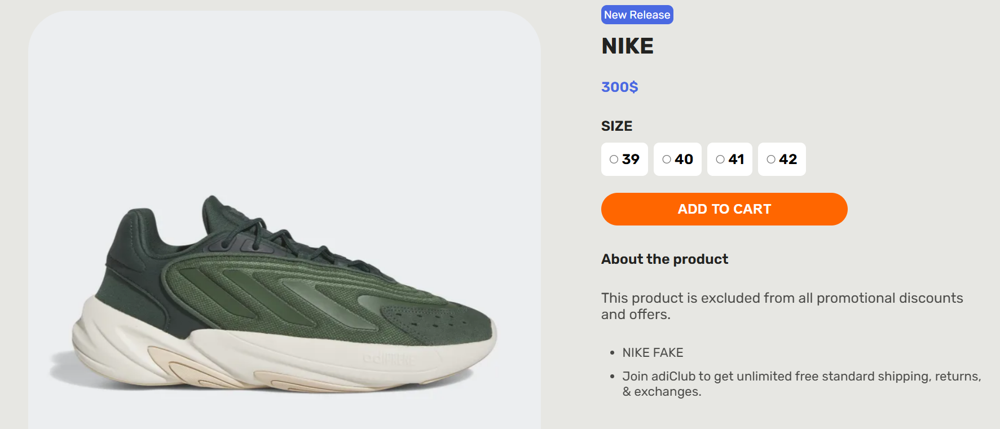 New Release
NIKE
300$
SIZE
39 40 41 42
ADD TO CART
About the product
This product is excluded from all promotional discounts
and offers.
• NIKE FAKE
• Join adiClub to get unlimited free standard shipping, returns,
& exchanges.